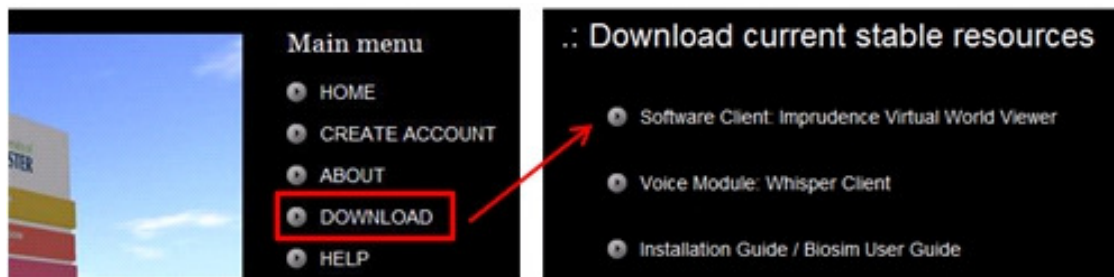 Main menu
HOME
CREATE ACCOUNT
ABOUT
DOWNLOAD
HELP
.: Download current stable resources
Software Client: Imprudence Virtual World Viewer
Voice Module: Whisper Client
Installation Guide / Biosim User Guide